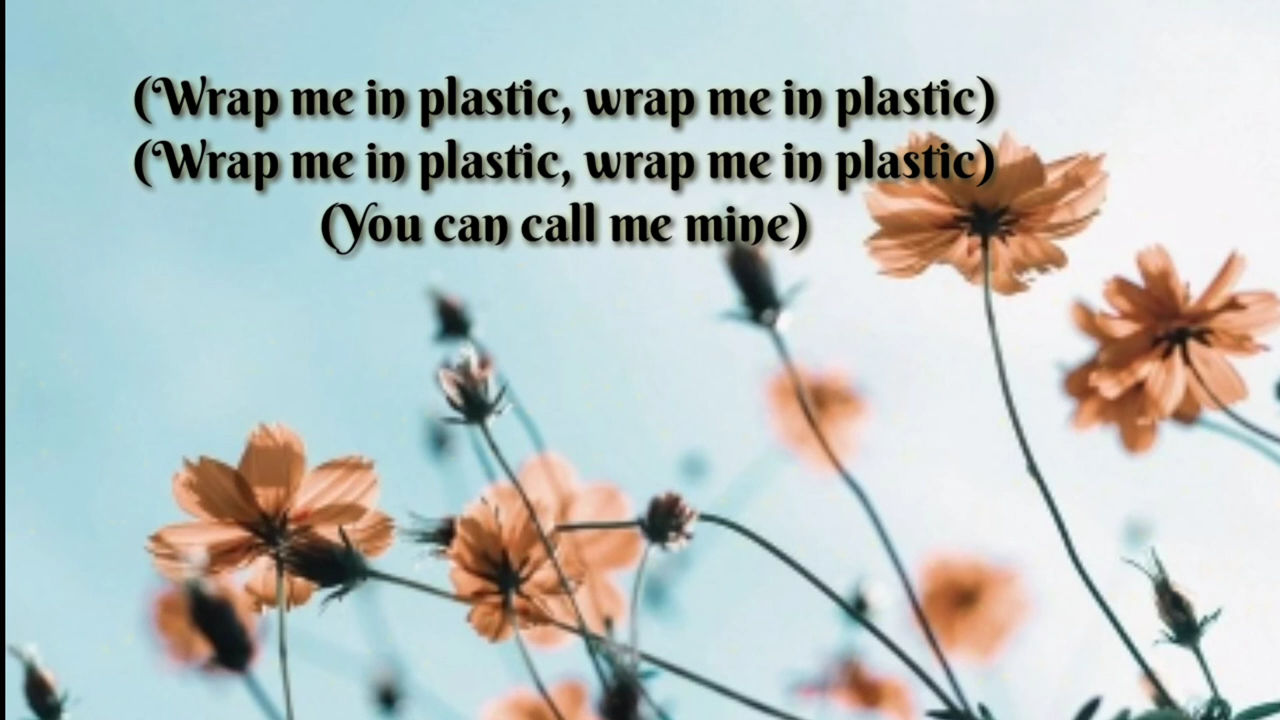 (Wrap me in plastic, wrap me in plastic)
(Wrap me in plastic, wrap me in plastic)
(You can call me mine)